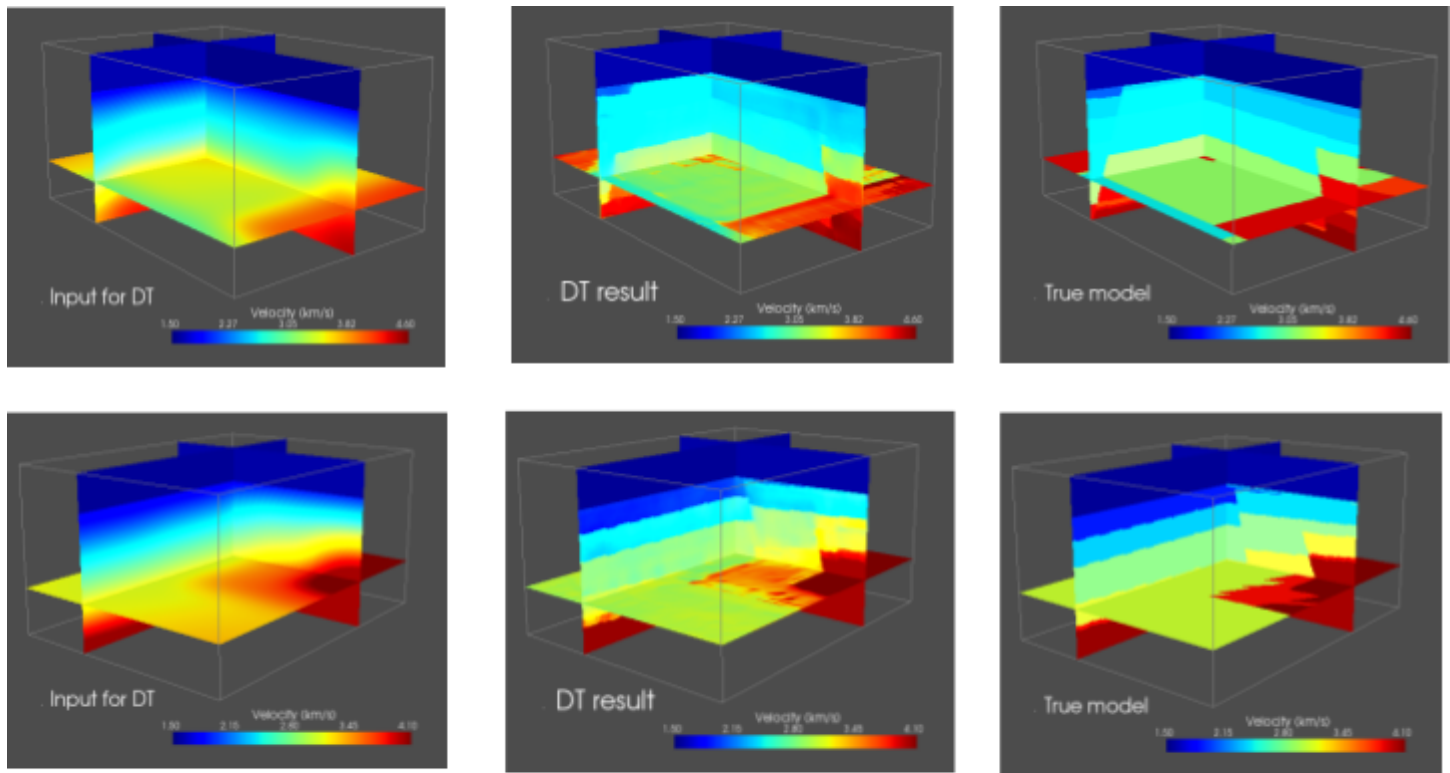 Input for DT
Velocity (km/s)
1.50 2.27 3.05 3.82 4.60
DT result
Velocity (km/s)
1.50 2.27 3.05 3.82 4.60
True model
Velocity (km/s)
1.50 2.27 3.05 3.82 4.60
Input for DT
Velocity (km/s)
1.50 2.15 2.80 3.45 4.10
DT result
Velocity (km/s)
1.50 2.15 2.80 3.45 4.10
True model
Velocity (km/s)
1.50 2.15 2.80 3.45 4.10